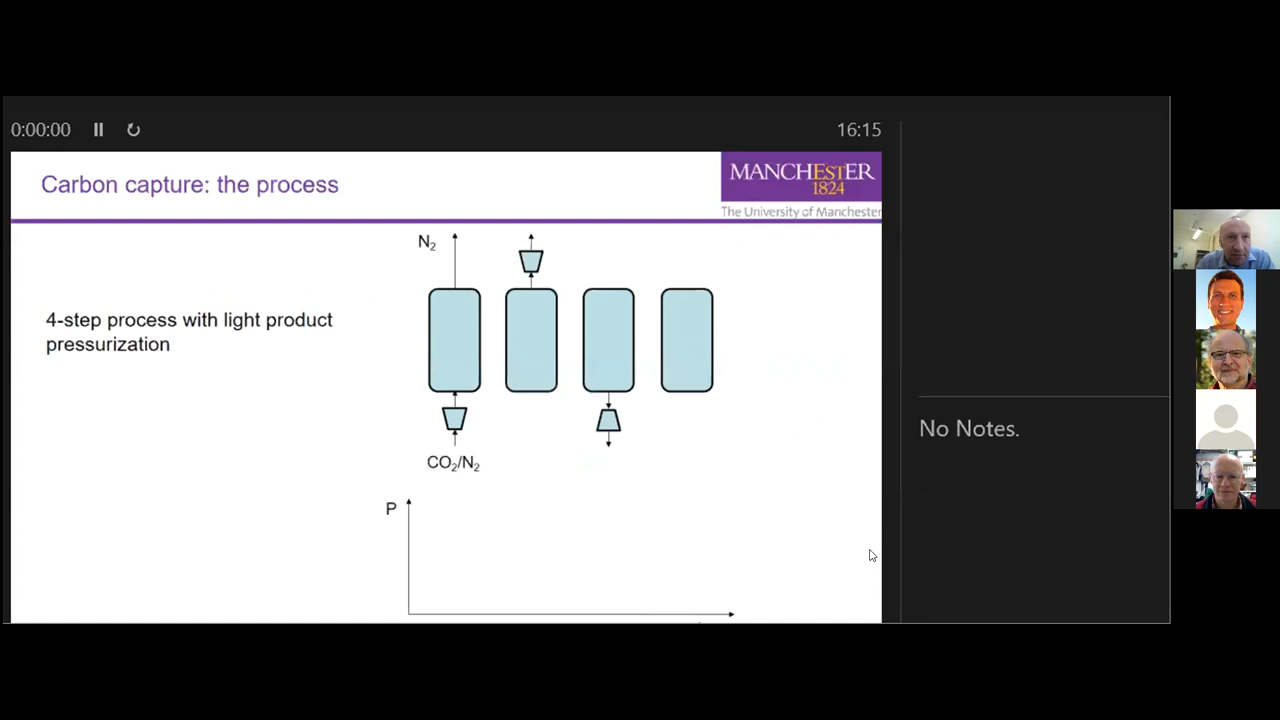 0:00:00
16:15
Carbon capture: the process
MANCHESTER
1824
The University of Manchester
N₂
4-step process with light product
pressurization
CO₂/N₂
No Notes.
P